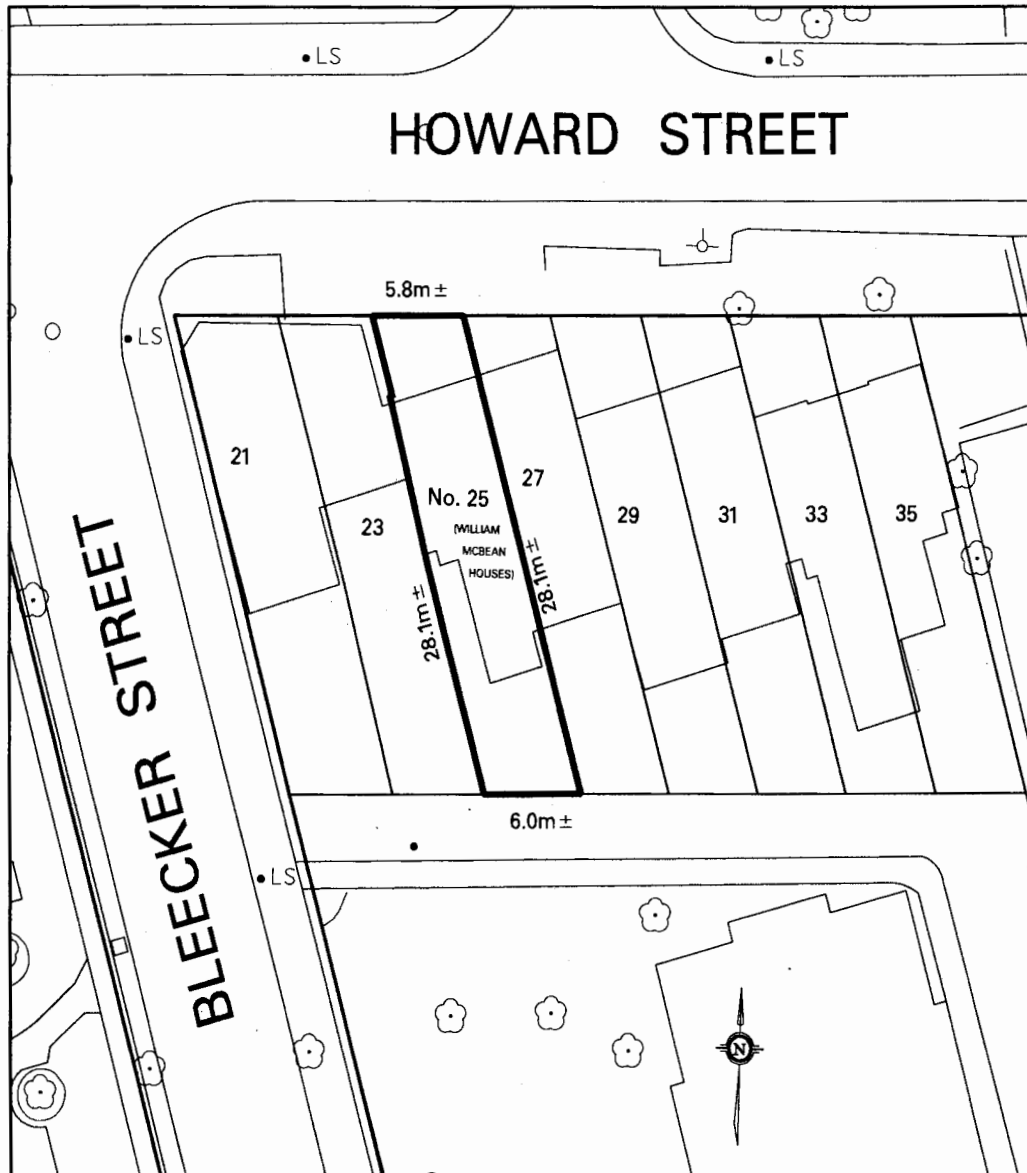 LS
LS
HOWARD STREET
5.8m ±
LS
21
23
No. 25
(WILLIAM
MCBEAN
HOUSES)
27
29
31
33
35
28.1m ±
28.1m ±
BLEECKER STREET
6.0m ±
LS
N